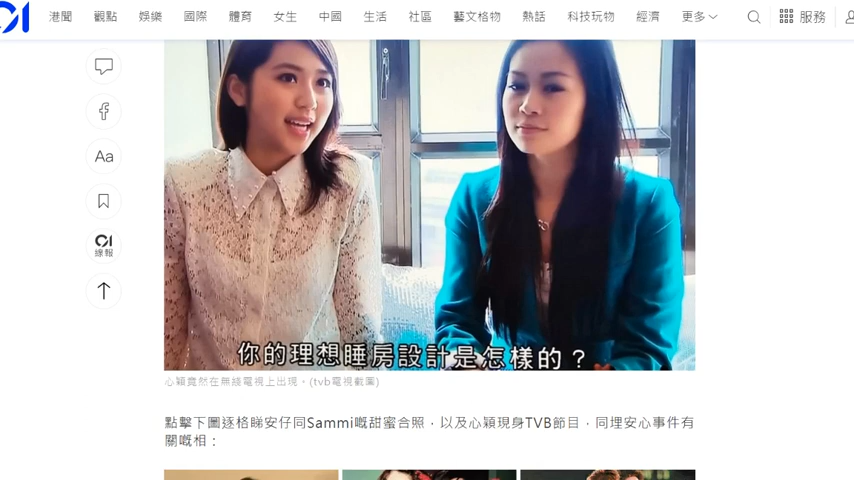 港聞 觀點 娛樂 國際 體育 女生 中國 生活 社區 藝文格物 熱話 科技玩物 經濟 更多 服務
Aa
線報
你的理想睡房設計是怎樣的？
心穎竟然在無綫電視上出現。(tvb電視截圖)
點擊下圖逐格睇安仔同Sammi嘅甜蜜合照，以及心穎現身TVB節目，同埋安心事件有
關嘅相：